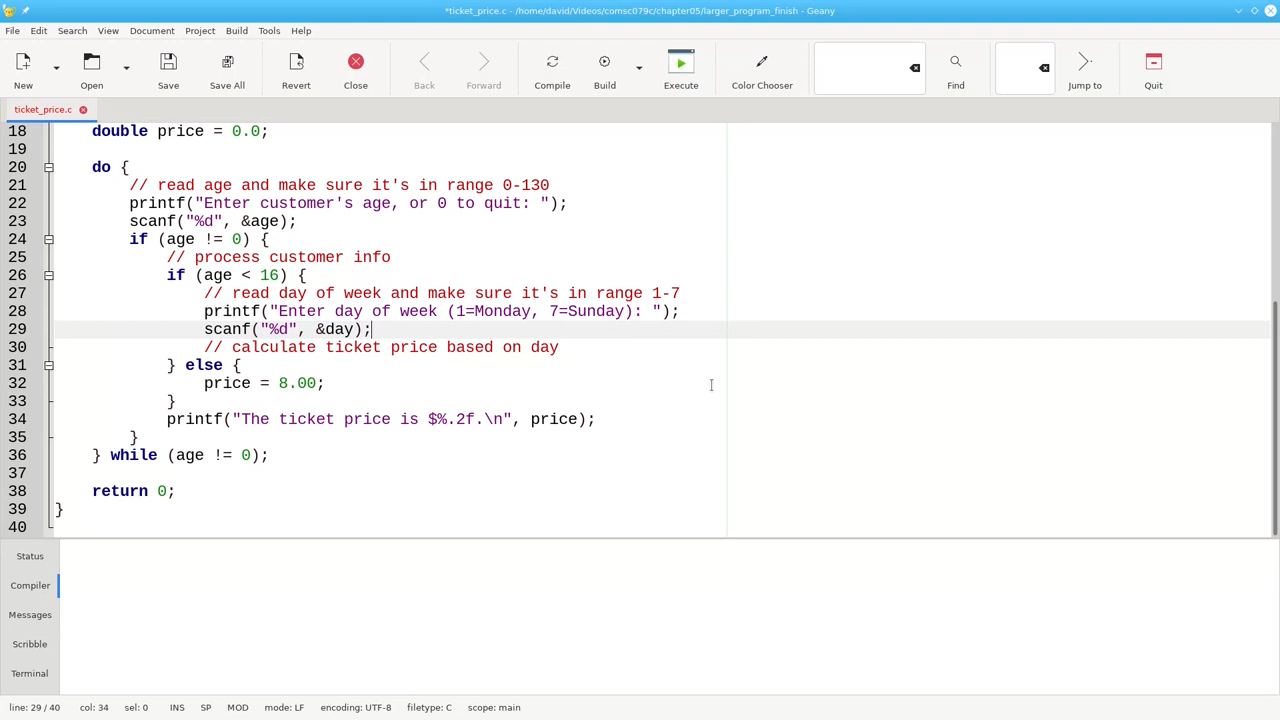 *ticket_price.c - /home/david/Videos/comsc079c/chapter05/larger_program_finish - Geany
File Edit Search View Document Project Build Tools Help
New Open Save Save All Revert Close Back Forward Compile Build Execute Color Chooser Find Jump to Quit
ticket_price.c
18 double price = 0.0;
19
20 do {
21 // read age and make sure it's in range 0-130
22 printf("Enter customer's age, or 0 to quit: ");
23 scanf("%d", &age);
24 if (age != 0) {
25 // process customer info
26 if (age < 16) {
27 // read day of week and make sure it's in range 1-7
28 printf("Enter day of week (1=Monday, 7=Sunday): ");
29 scanf("%d", &day);
30 // calculate ticket price based on day
31 } else {
32 price = 8.00;
33 }
34 printf("The ticket price is $%.2f.\n", price);
35 }
36 } while (age != 0);
37
38 return 0;
39 }
40
Status
Compiler
Messages
Scribble
Terminal
line: 29 / 40 col: 34 sel: 0 INS SP MOD mode: LF encoding: UTF-8 filetype: C scope: main